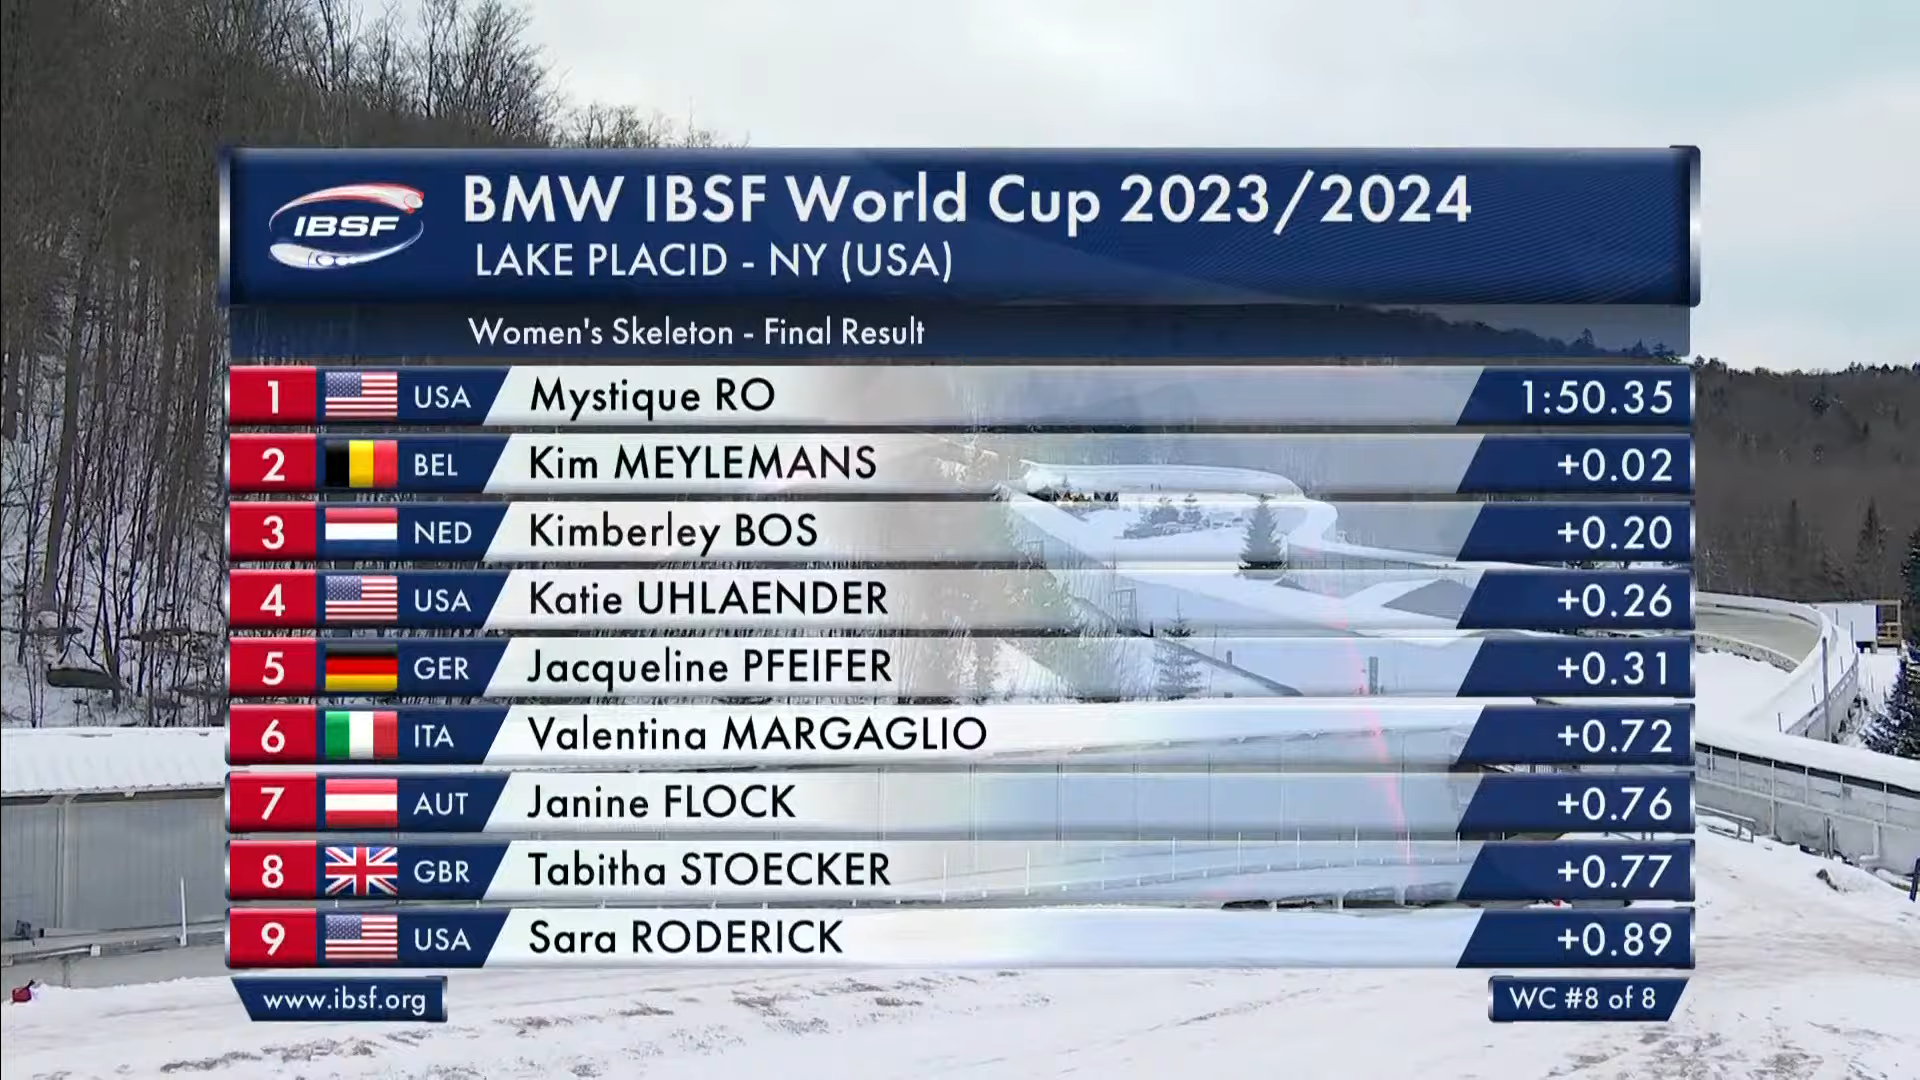 IBSF
BMW IBSF World Cup 2023/2024
LAKE PLACID - NY (USA)
Women's Skeleton - Final Result
1 USA Mystique RO 1:50.35
2 BEL Kim MEYLEMANS +0.02
3 NED Kimberley BOS +0.20
4 USA Katie UHLAENDER +0.26
5 GER Jacqueline PFEIFER +0.31
6 ITA Valentina MARGAGLIO +0.72
7 AUT Janine FLOCK +0.76
8 GBR Tabitha STOECKER +0.77
9 USA Sara RODERICK +0.89
www.ibsf.org
WC #8 of 8